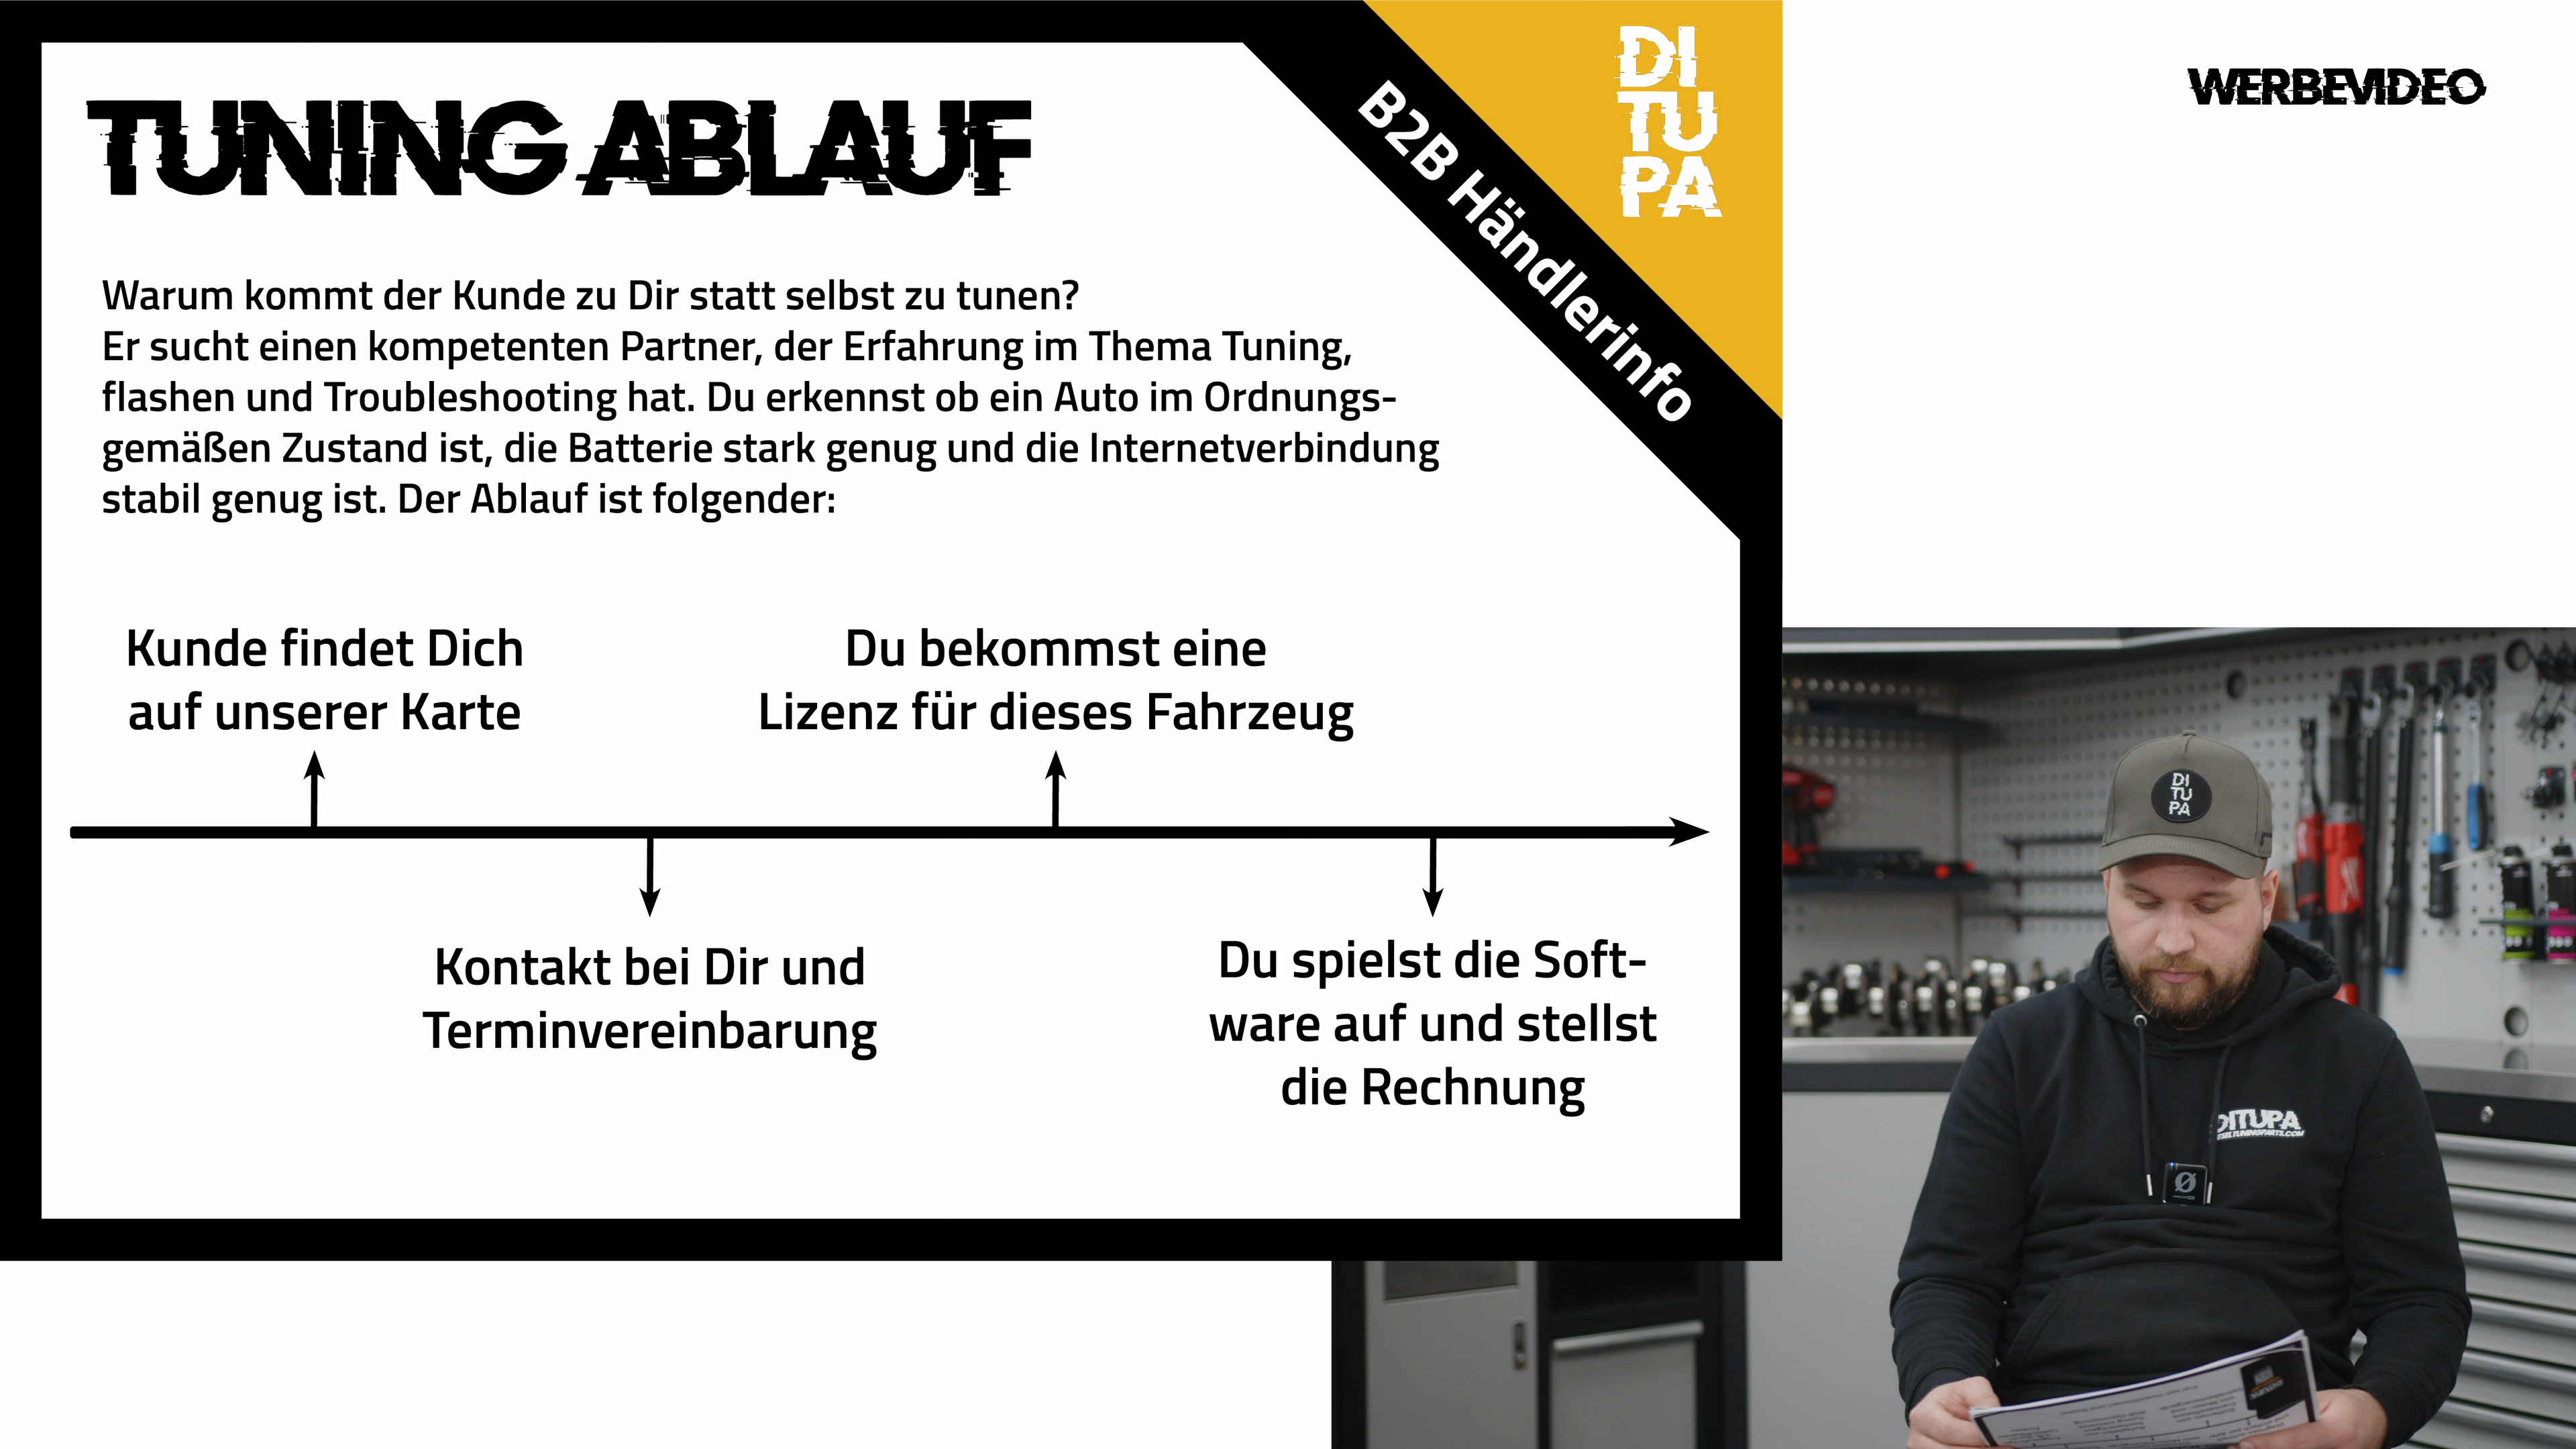 TUNING ABLAUF
DI
TU
PA
B2B Händlerinfo
WERBEVIDEO
Warum kommt der Kunde zu Dir statt selbst zu tunen?
Er sucht einen kompetenten Partner, der Erfahrung im Thema Tuning,
flashen und Troubleshooting hat. Du erkennst ob ein Auto im Ordnungs-
gemäßen Zustand ist, die Batterie stark genug und die Internetverbindung
stabil genug ist. Der Ablauf ist folgender:
Kunde findet Dich
auf unserer Karte
Du bekommst eine
Lizenz für dieses Fahrzeug
Kontakt bei Dir und
Terminvereinbarung
Du spielst die Soft-
ware auf und stellst
die Rechnung
DI
TU
PA
DITUPA